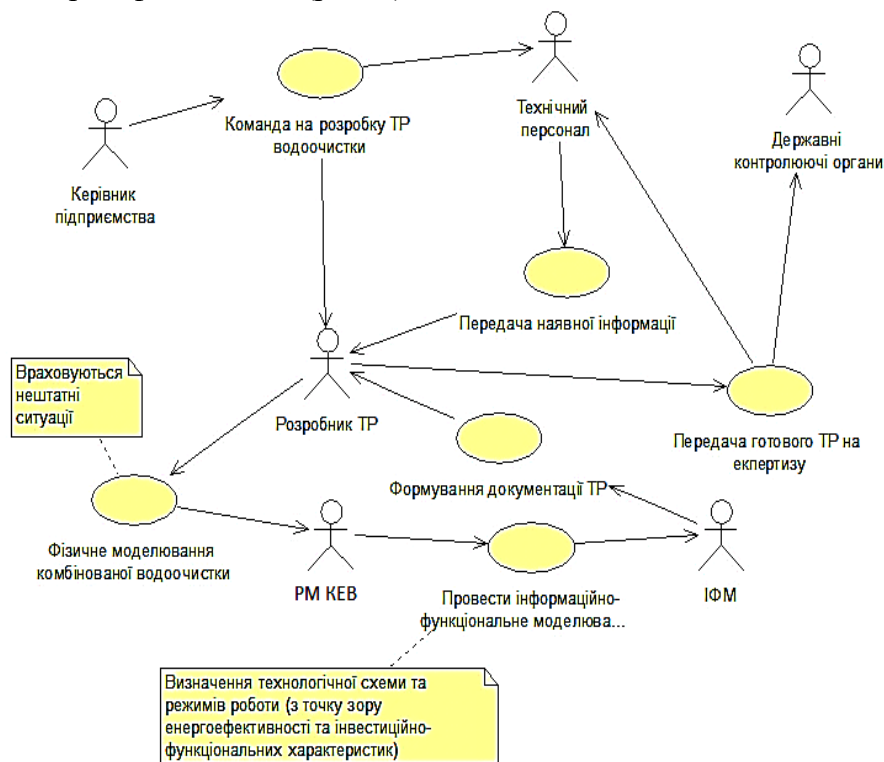 Керівник
підприємства
Команда на розробку ТР
водоочистки
Технічний
персонал
Державні
контролюючі органи
Передача наявної інформації
Враховуються
нештатні
ситуації
Розробник ТР
Передача готового ТР на
екпертизу
Формування документації ТР
Фізичне моделювання
комбінованої водоочистки
РМ КЕВ
Провести інформаційно-
функціональне моделюва...
ІФМ
Визначення технологічної схеми та
режимів роботи (з точку зору
енергоефективності та інвестиційно-
функціональних характеристик)